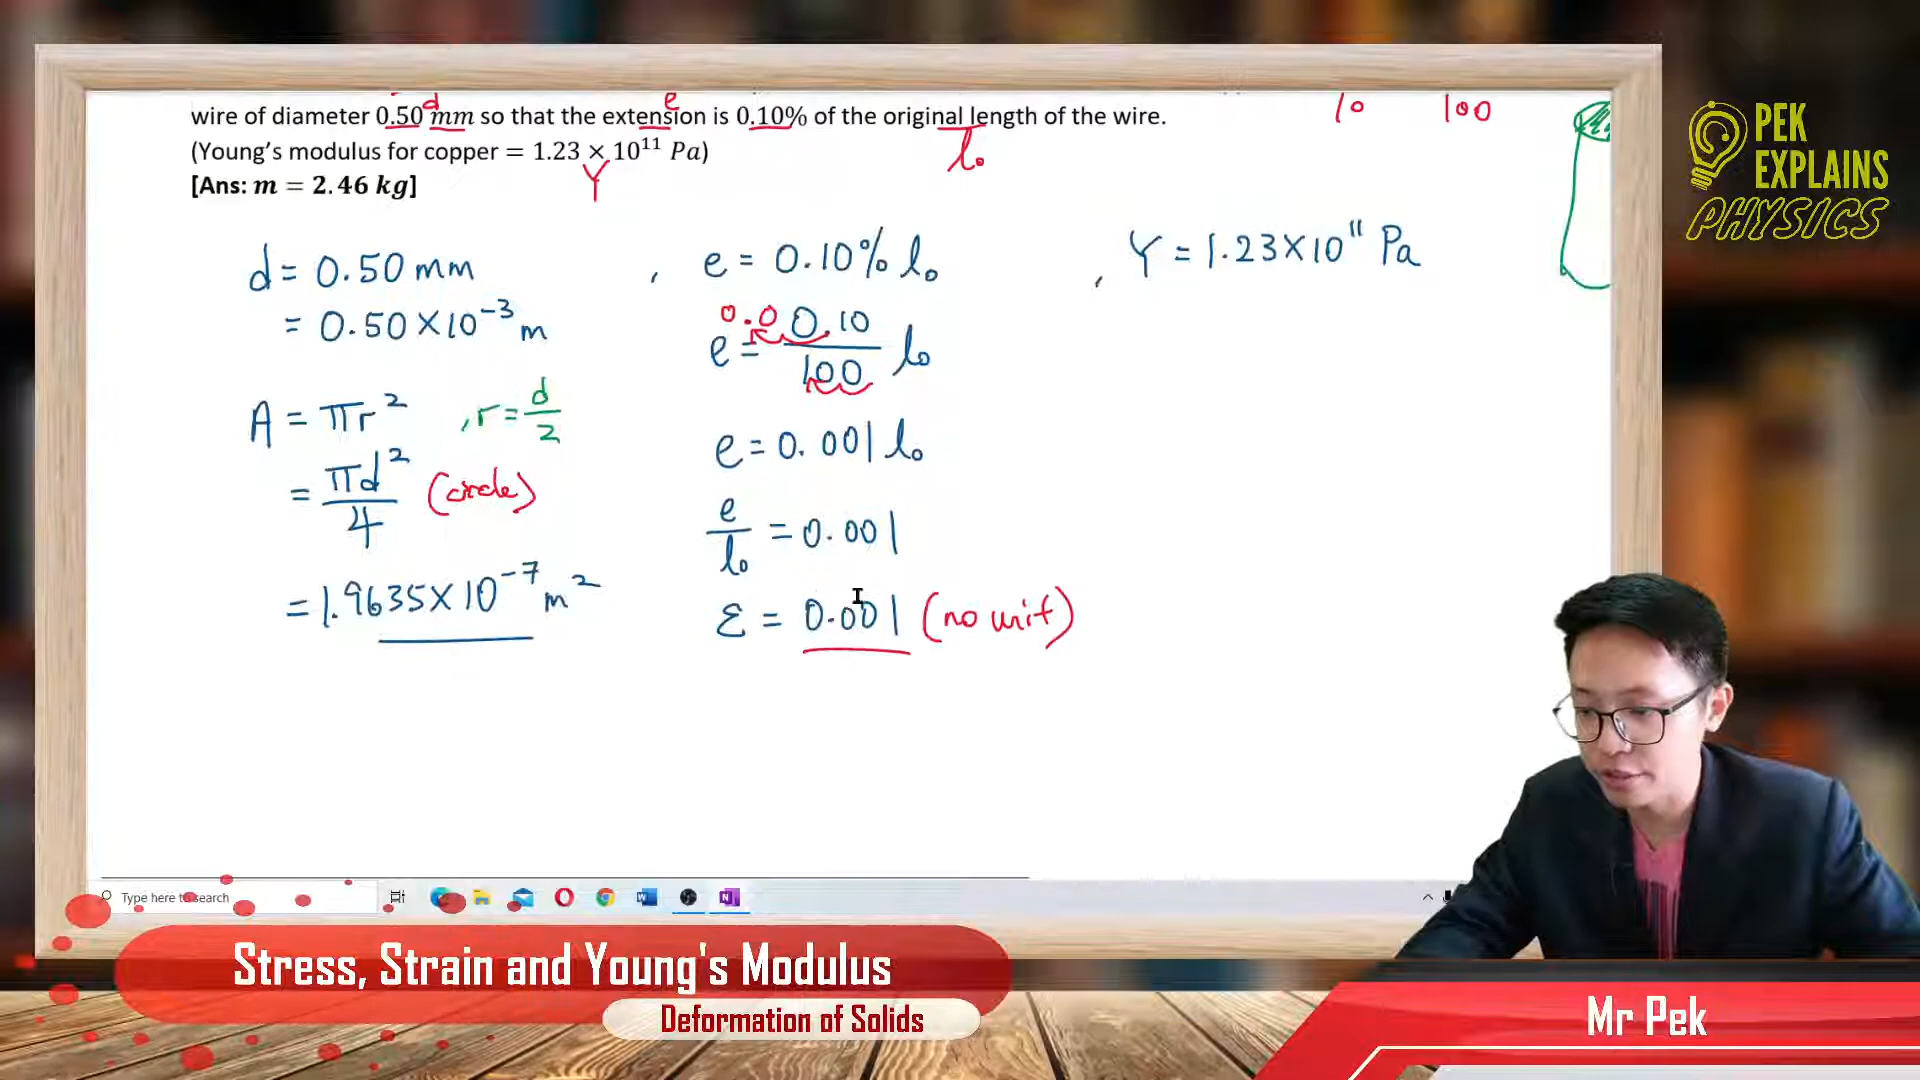 wire of diameter 0.50 mm so that the extension is 0.10% of the original length of the wire.
d
e
l₀
10 100
(Young's modulus for copper = 1.23 × 10¹¹ Pa)
Y
[Ans: m = 2.46 kg]
d = 0.50 mm
= 0.50 × 10⁻³ m
A = πr² , r = d/2
= πd²/4 (circle)
= 1.9635 × 10⁻⁷ m²
, e = 0.10% l₀
0.0
e = 0.10/100 l₀
e = 0.001 l₀
e/l₀ = 0.001
ε = 0.001 (no unit)
, Y = 1.23 × 10¹¹ Pa
PEK
EXPLAINS
PHYSICS
Type here to search
Stress, Strain and Young's Modulus
Deformation of Solids
Mr Pek